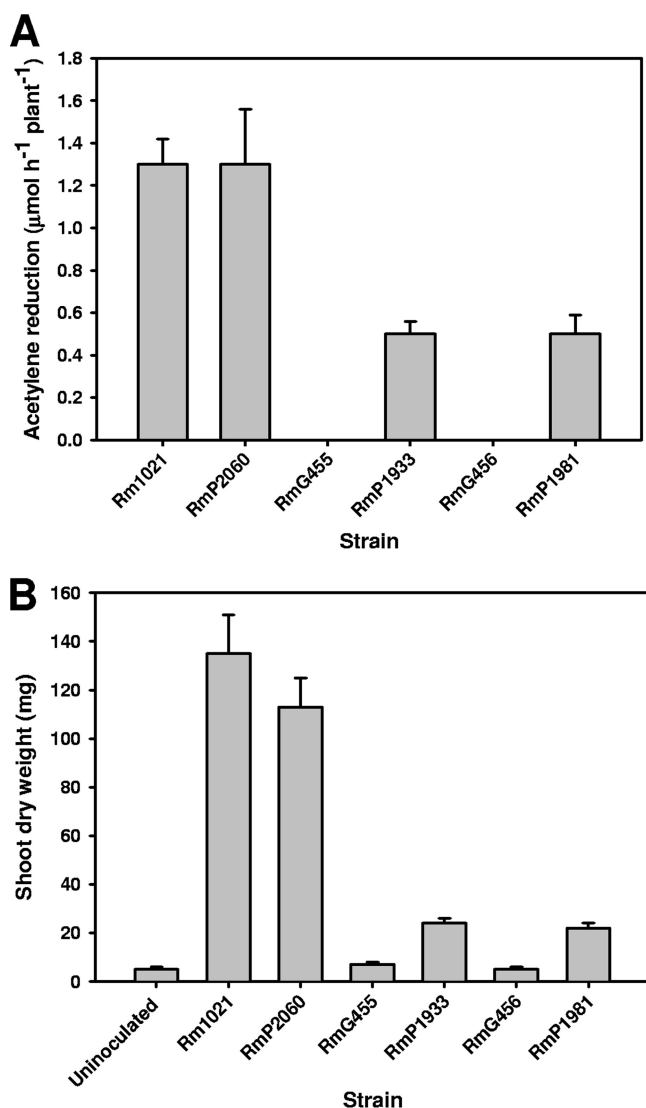 A
Acetylene reduction (μmol h⁻¹ plant⁻¹)
1.8
1.6
1.4
1.2
1.0
0.8
0.6
0.4
0.2
0.0
Rm1021
RmP2060
RmG455
RmP1933
RmG456
RmP1981
Strain
B
Shoot dry weight (mg)
160
140
120
100
80
60
40
20
0
Uninoculated
Rm1021
RmP2060
RmG455
RmP1933
RmG456
RmP1981
Strain